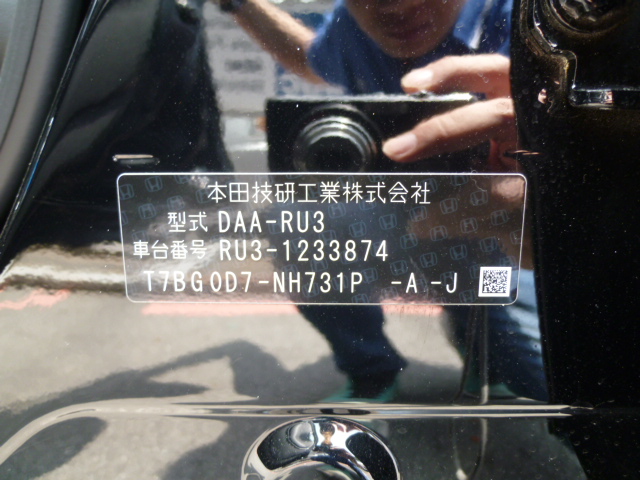 本田技研工業株式会社
型式 DAA-RU3
車台番号 RU3-1233874
T7BG0D7-NH731P -A-J